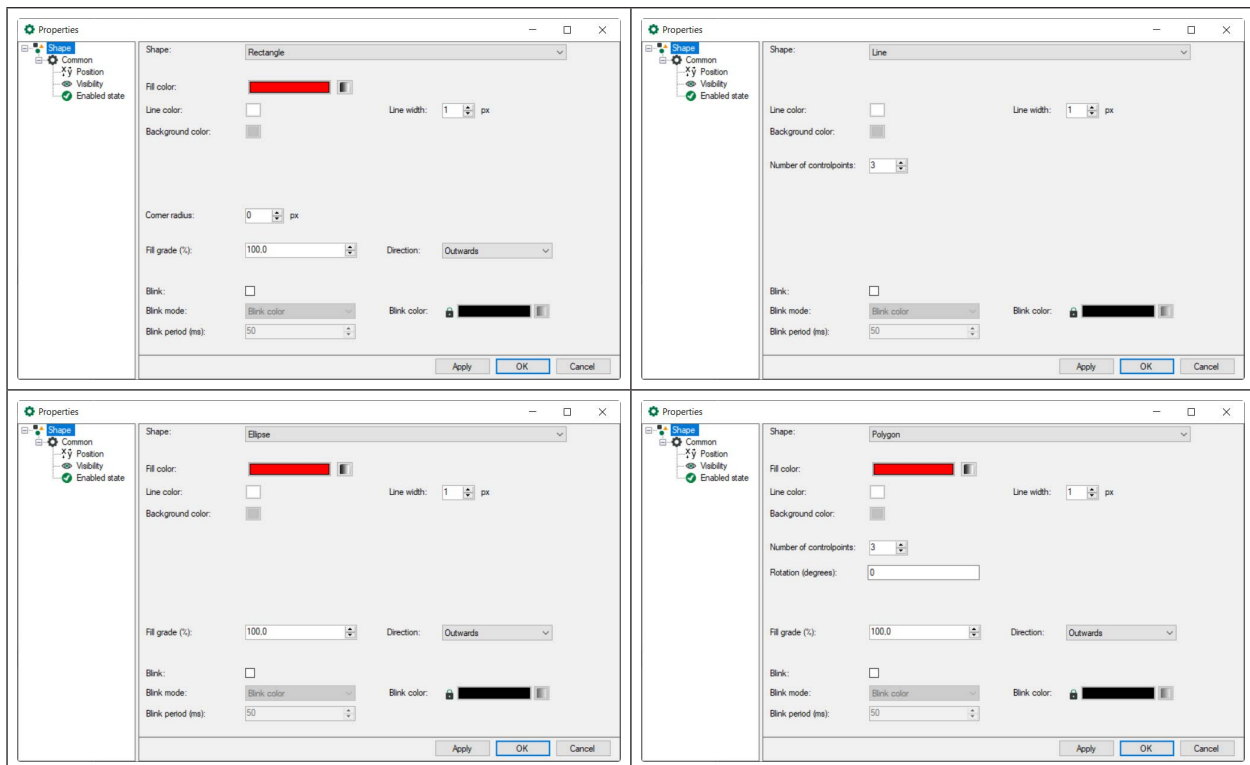 Properties
Shape
Common
Position
Visibility
Enabled state
Shape: Rectangle
Fill color:
Line color: Line width: 1 px
Background color:
Corner radius: 0 px
Fill grade (%): 100,0 Direction: Outwards
Blink:
Blink mode: Blink color Blink color:
Blink period (ms): 50
Apply OK Cancel
Properties
Shape
Common
Position
Visibility
Enabled state
Shape: Line
Line color: Line width: 1 px
Background color:
Number of controlpoints: 3
Blink:
Blink mode: Blink color Blink color:
Blink period (ms): 50
Apply OK Cancel
Properties
Shape
Common
Position
Visibility
Enabled state
Shape: Ellipse
Fill color:
Line color: Line width: 1 px
Background color:
Fill grade (%): 100,0 Direction: Outwards
Blink:
Blink mode: Blink color Blink color:
Blink period (ms): 50
Apply OK Cancel
Properties
Shape
Common
Position
Visibility
Enabled state
Shape: Polygon
Fill color:
Line color: Line width: 1 px
Background color:
Number of controlpoints: 3
Rotation (degrees): 0
Fill grade (%): 100,0 Direction: Outwards
Blink:
Blink mode: Blink color Blink color:
Blink period (ms): 50
Apply OK Cancel